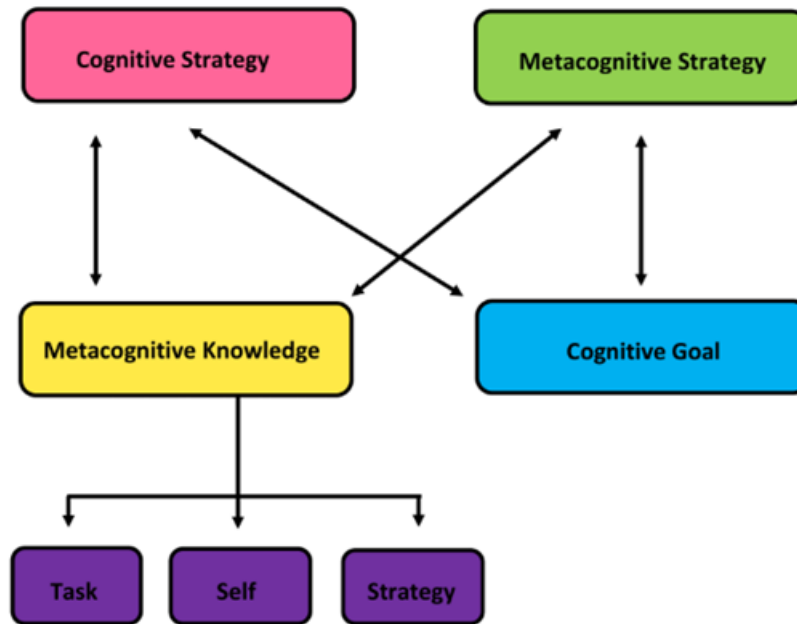 Cognitive Strategy
Metacognitive Strategy
Metacognitive Knowledge
Cognitive Goal
Task
Self
Strategy